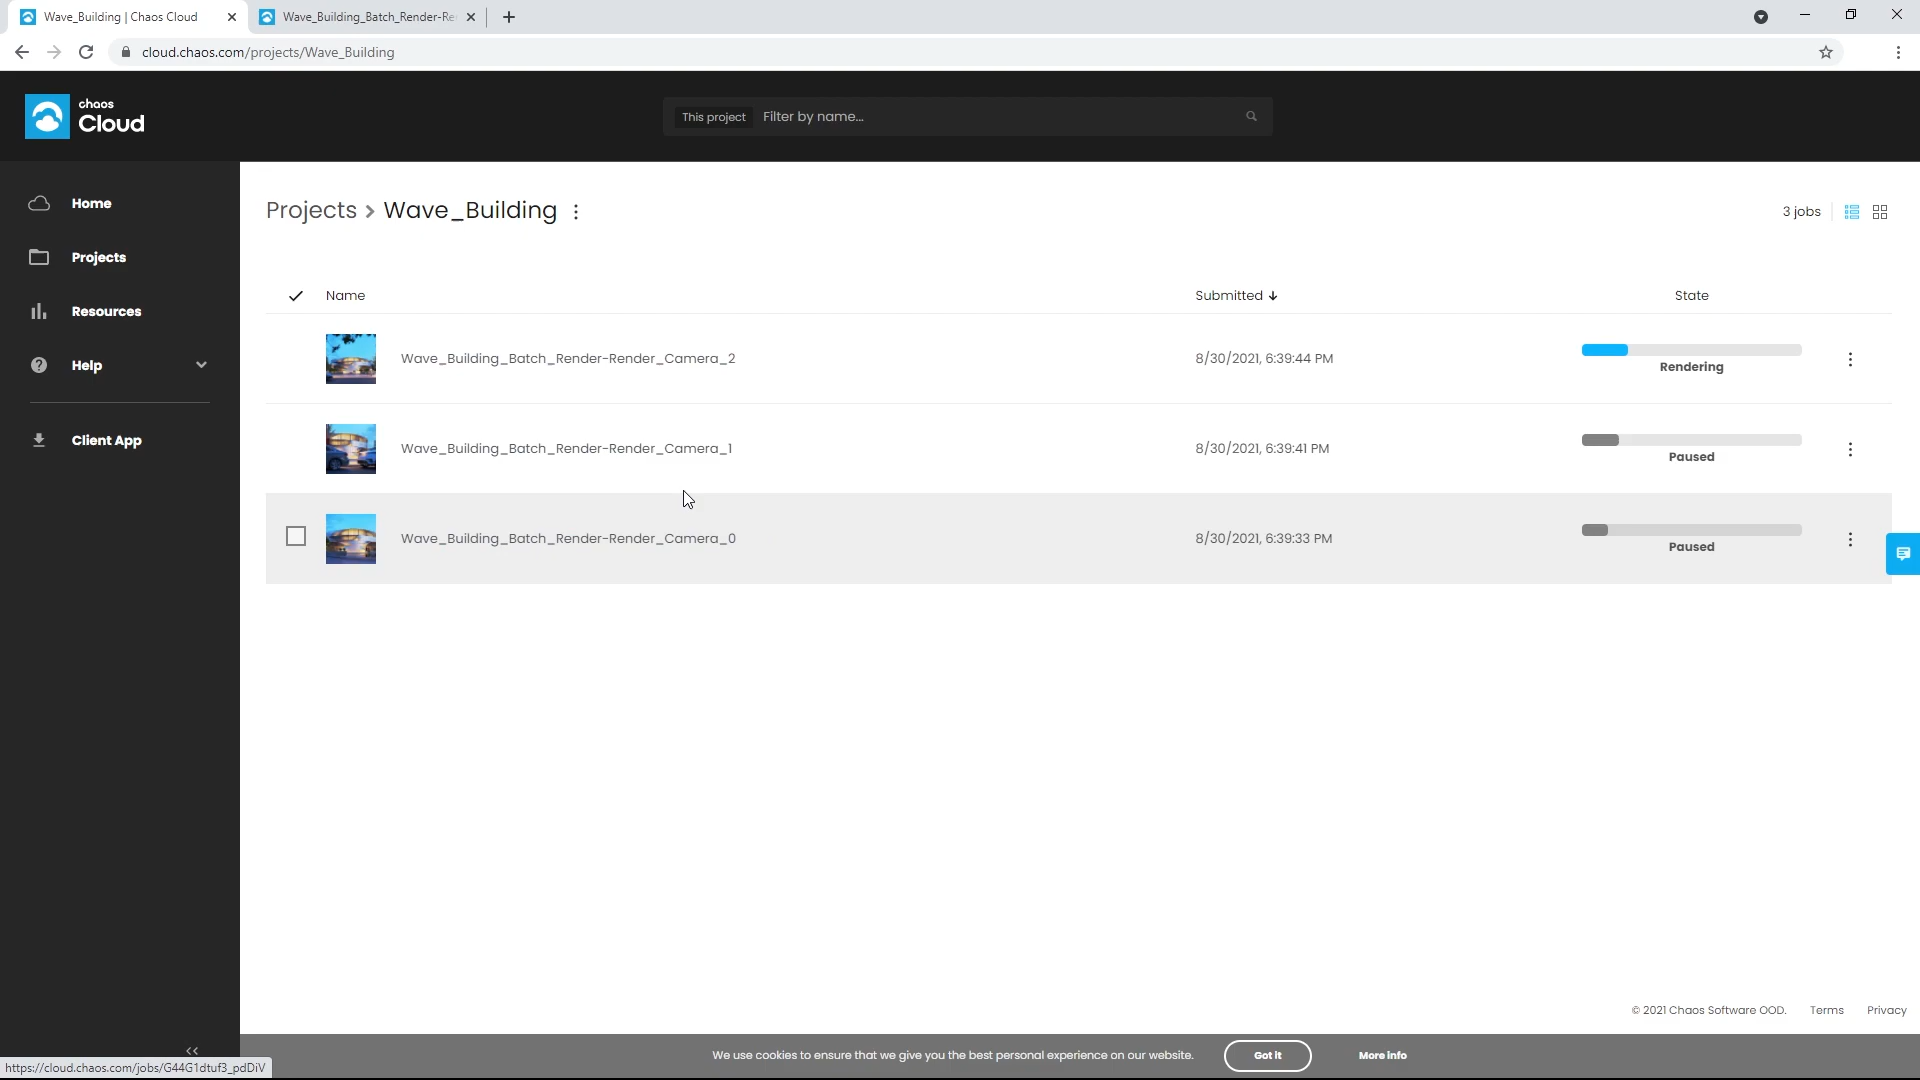 Wave_Building | Chaos Cloud
Wave_Building_Batch_Render-Re
cloud.chaos.com/projects/Wave_Building
chaos
Cloud
This project
Filter by name...
Home
Projects
Resources
Help
Client App
Projects > Wave_Building
3 jobs
Name
Submitted
State
Wave_Building_Batch_Render-Render_Camera_2
8/30/2021, 6:39:44 PM
Rendering
Wave_Building_Batch_Render-Render_Camera_1
8/30/2021, 6:39:41 PM
Paused
Wave_Building_Batch_Render-Render_Camera_0
8/30/2021, 6:39:33 PM
Paused
© 2021 Chaos Software OOD.
Terms
Privacy
We use cookies to ensure that we give you the best personal experience on our website.
Got it
More info
https://cloud.chaos.com/jobs/G44G1dtuf3_pdDiV